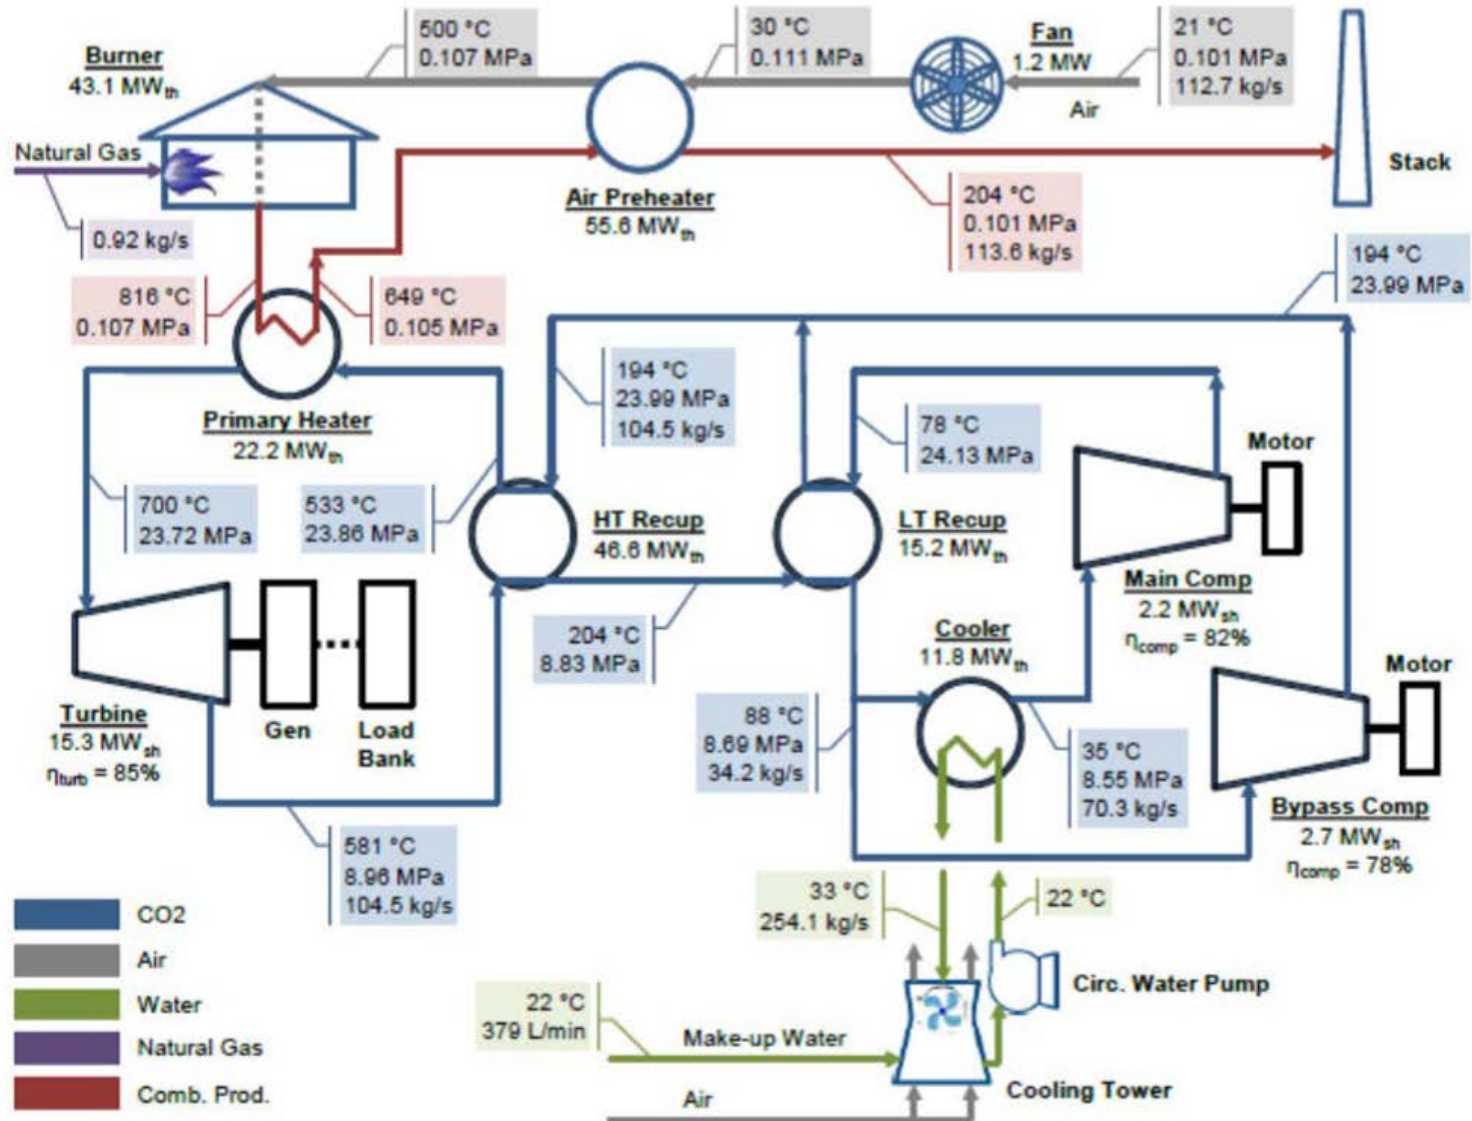 Burner
43.1 MWth
500 °C
0.107 MPa
30 °C
0.111 MPa
Fan
1.2 MW
21 °C
0.101 MPa
112.7 kg/s
Air
Natural Gas
0.92 kg/s
Air Preheater
55.6 MWth
204 °C
0.101 MPa
113.6 kg/s
Stack
194 °C
23.99 MPa
816 °C
0.107 MPa
649 °C
0.105 MPa
Primary Heater
22.2 MWth
194 °C
23.99 MPa
104.5 kg/s
78 °C
24.13 MPa
Motor
700 °C
23.72 MPa
533 °C
23.86 MPa
HT Recup
46.6 MWth
LT Recup
15.2 MWth
Main Comp
2.2 MWsh
ηcomp = 82%
204 °C
8.83 MPa
Cooler
11.8 MWth
Motor
Turbine
15.3 MWsh
ηturb = 85%
Gen
Load
Bank
88 °C
8.69 MPa
34.2 kg/s
35 °C
8.55 MPa
70.3 kg/s
Bypass Comp
2.7 MWsh
ηcomp = 78%
581 °C
8.96 MPa
104.5 kg/s
33 °C
254.1 kg/s
22 °C
CO2
Air
Water
Natural Gas
Comb. Prod.
22 °C
379 L/min
Make-up Water
Circ. Water Pump
Cooling Tower
Air